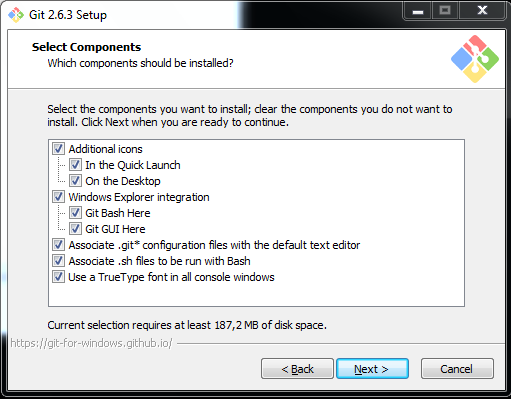 Git 2.6.3 Setup
Select Components
Which components should be installed?
Select the components you want to install; clear the components you do not want to
install. Click Next when you are ready to continue.
Additional icons
In the Quick Launch
On the Desktop
Windows Explorer integration
Git Bash Here
Git GUI Here
Associate .git* configuration files with the default text editor
Associate .sh files to be run with Bash
Use a TrueType font in all console windows
Current selection requires at least 187,2 MB of disk space.
https://git-for-windows.github.io/
< Back
Next >
Cancel